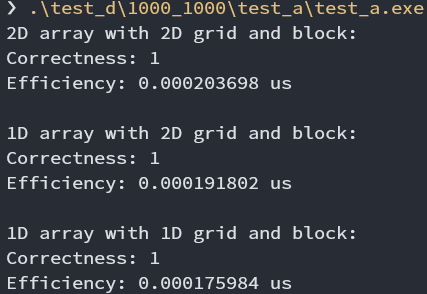 ❯ .\test_d\1000_1000\test_a\test_a.exe
2D array with 2D grid and block:
Correctness: 1
Efficiency: 0.000203698 us
1D array with 2D grid and block:
Correctness: 1
Efficiency: 0.000191802 us
1D array with 1D grid and block:
Correctness: 1
Efficiency: 0.000175984 us